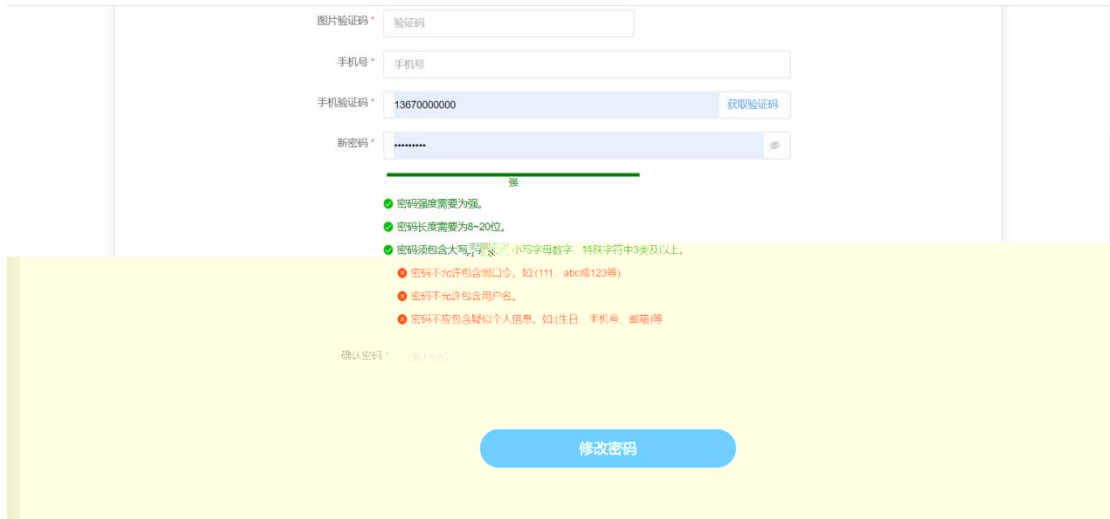 图片验证码 * 验证码
手机号 * 手机号
手机验证码 * 13670000000 获取验证码
新密码 * •••••••••
强
密码强度需要为强。
密码长度需要为8~20位。
密码须包含大写字母、小写字母数字、特殊字符中3类及以上。
密码不允许包含弱口令。如:(111、abc或123等)
密码不允许包含用户名。
密码不应包含疑似个人信息。如:(生日、手机号、邮箱)等
确认密码 *
修改密码